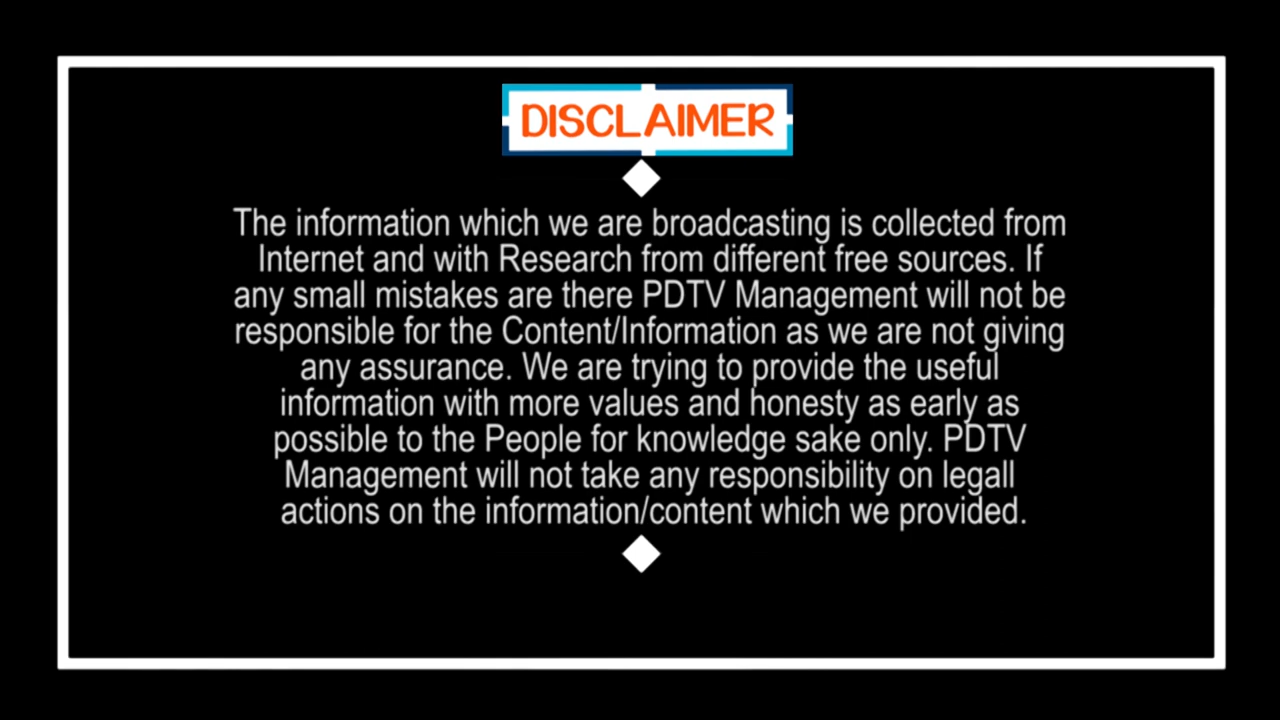 DISCLAIMER
The information which we are broadcasting is collected from
Internet and with Research from different free sources. If
any small mistakes are there PDTV Management will not be
responsible for the Content/Information as we are not giving
any assurance. We are trying to provide the useful
information with more values and honesty as early as
possible to the People for knowledge sake only. PDTV
Management will not take any responsibility on legall
actions on the information/content which we provided.